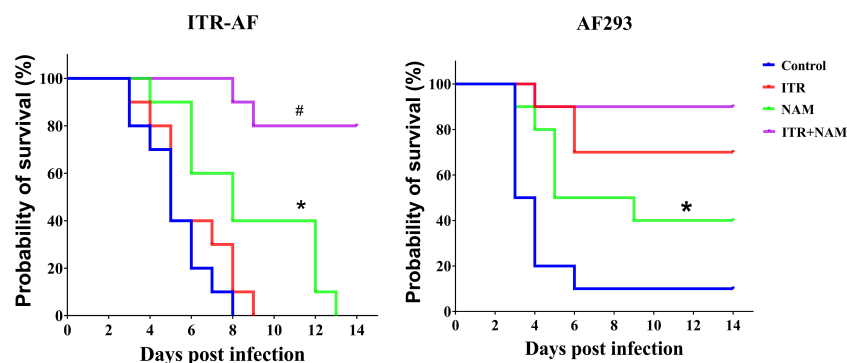 ITR-AF
Probability of survival (%)
100
80
60
40
20
0
#
*
0 2 4 6 8 10 12 14
Days post infection
AF293
Probability of survival (%)
100
80
60
40
20
0
*
0 2 4 6 8 10 12 14
Days post infection
Control
ITR
NAM
ITR+NAM